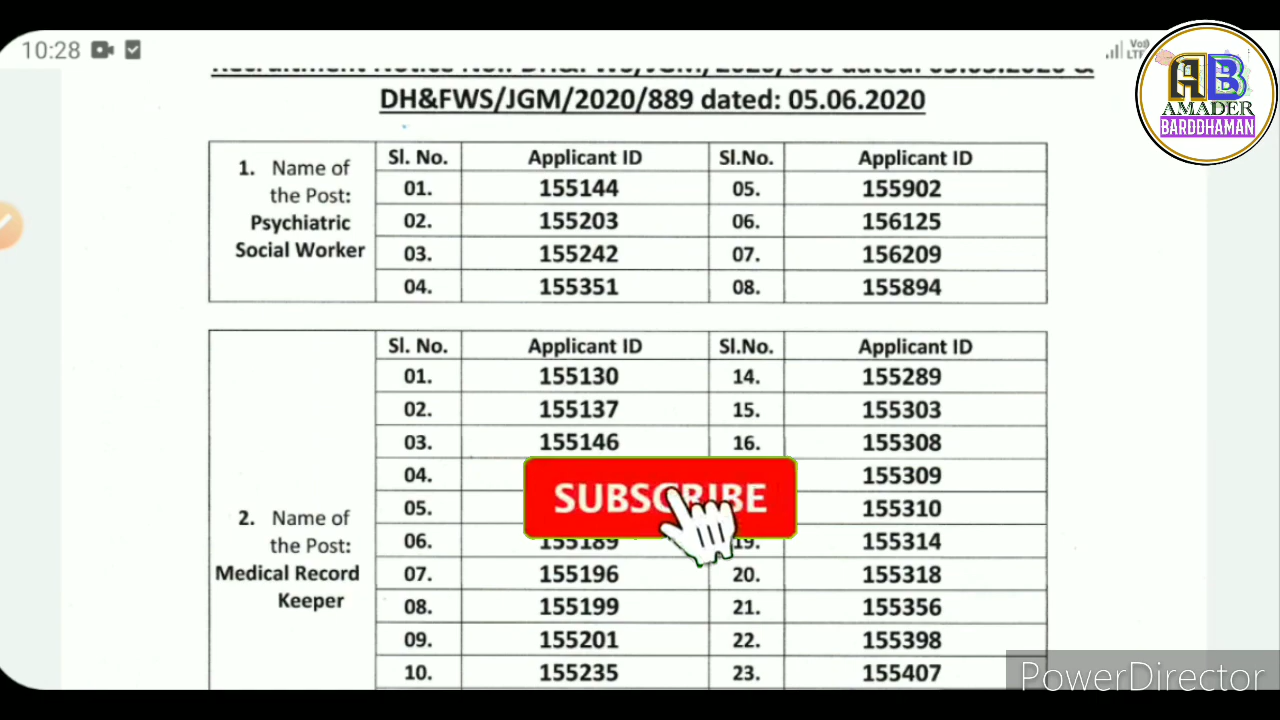 10:28
DH&FWS/JGM/2020/889 dated: 05.06.2020
AB
AMADER
BARDDHAMAN
1. Name of the Post: Psychiatric Social Worker
Sl. No. Applicant ID Sl.No. Applicant ID
01. 155144 05. 155902
02. 155203 06. 156125
03. 155242 07. 156209
04. 155351 08. 155894
2. Name of the Post: Medical Record Keeper
Sl. No. Applicant ID Sl.No. Applicant ID
01. 155130 14. 155289
02. 155137 15. 155303
03. 155146 16. 155308
04. 155309
05. 155310
06. 155189 19. 155314
07. 155196 20. 155318
08. 155199 21. 155356
09. 155201 22. 155398
10. 155235 23. 155407
SUBSCRIBE
PowerDirector